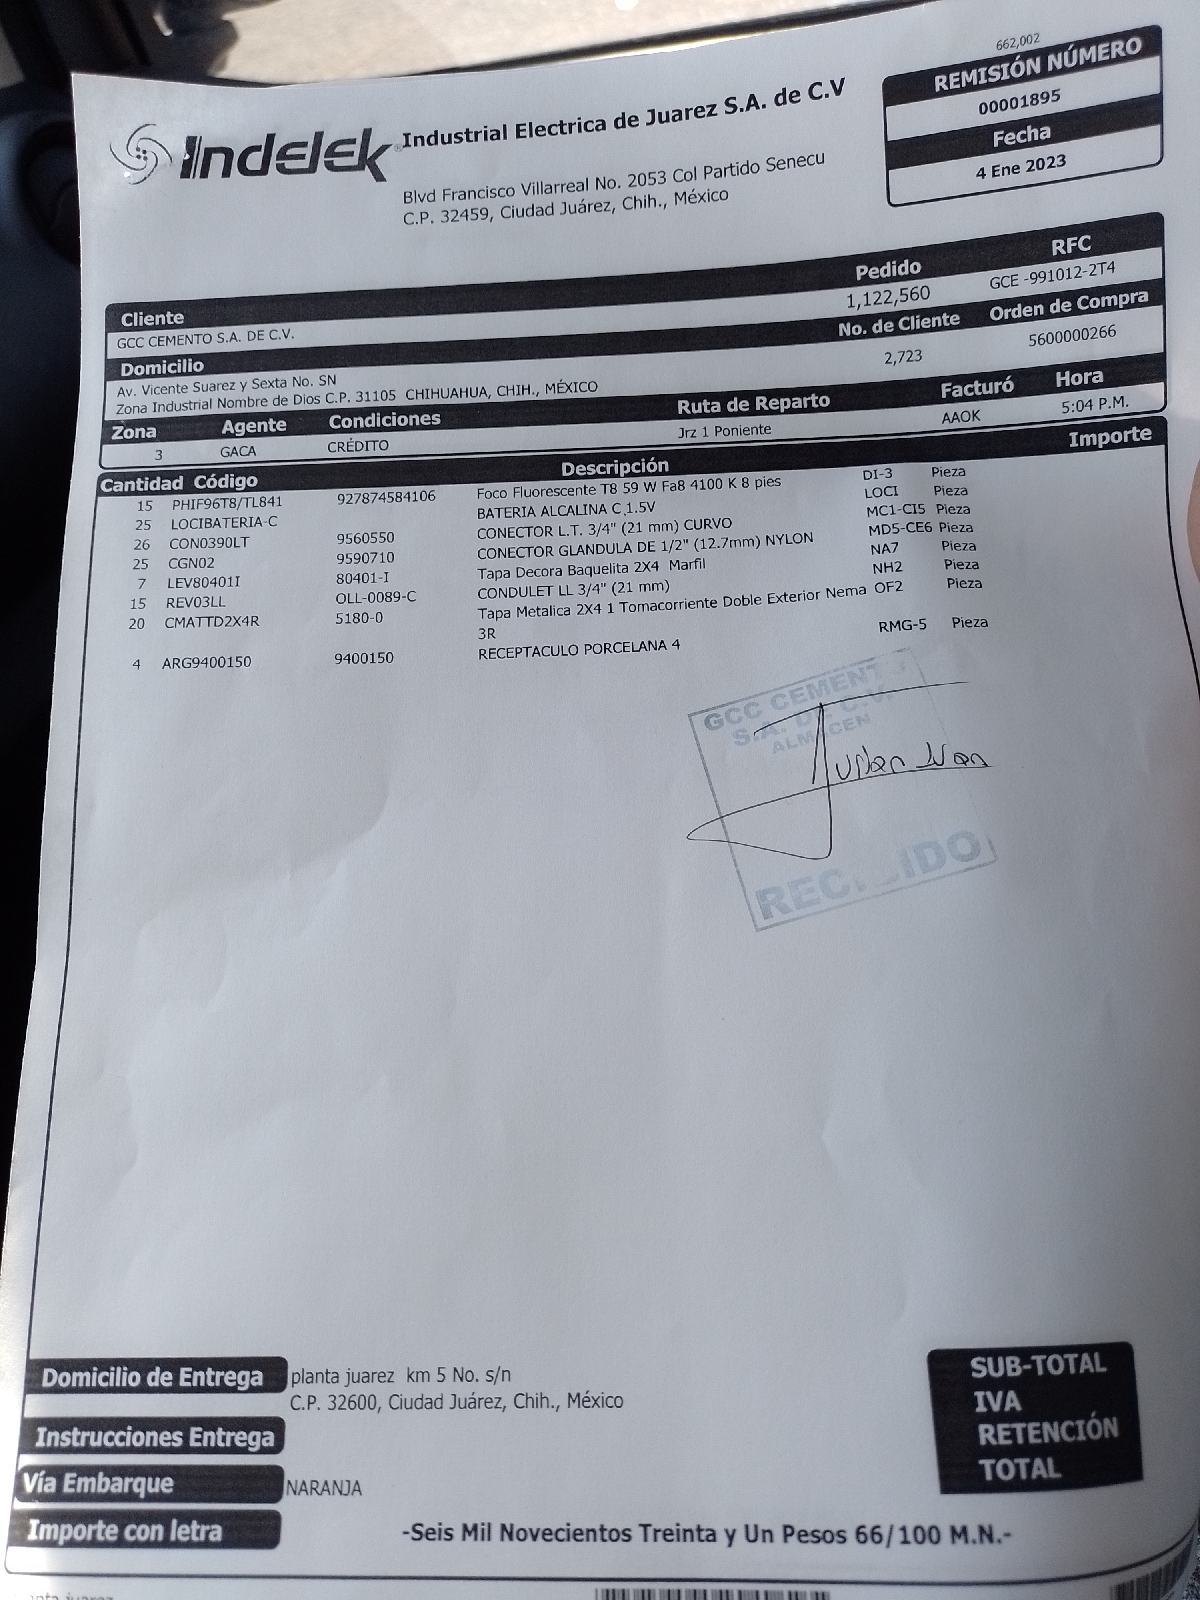 662,002
REMISIÓN NÚMERO
00001895
Fecha
4 Ene 2023
Indelek
Industrial Electrica de Juarez S.A. de C.V
Blvd Francisco Villarreal No. 2053 Col Partido Senecu
C.P. 32459, Ciudad Juárez, Chih., México
Cliente Pedido RFC
GCC CEMENTO S.A. DE C.V. 1,122,560 GCE -991012-2T4
Domicilio No. de Cliente Orden de Compra
Av. Vicente Suarez y Sexta No. SN 2,723 5600000266
Zona Industrial Nombre de Dios C.P. 31105 CHIHUAHUA, CHIH., MÉXICO
Zona Agente Condiciones Ruta de Reparto Facturó Hora
3 GACA CRÉDITO Jrz 1 Poniente AAOK 5:04 P.M.
Cantidad Código Descripción Importe
15 PHIF96T8/TL841 927874584106 Foco Fluorescente T8 59 W Fa8 4100 K 8 pies DI-3 Pieza
25 LOCIBATERIA-C BATERIA ALCALINA C 1.5V LOCI Pieza
26 CON0390LT 9560550 CONECTOR L.T. 3/4" (21 mm) CURVO MC1-CI5 Pieza
25 CGN02 9590710 CONECTOR GLANDULA DE 1/2" (12.7mm) NYLON MD5-CE6 Pieza
7 LEV80401I 80401-I Tapa Decora Baquelita 2X4 Marfil NA7 Pieza
15 REV03LL OLL-0089-C CONDULET LL 3/4" (21 mm) NH2 Pieza
20 CMATTD2X4R 5180-0 Tapa Metalica 2X4 1 Tomacorriente Doble Exterior Nema OF2 Pieza
3R
4 ARG9400150 9400150 RECEPTACULO PORCELANA 4 RMG-5 Pieza
GCC CEMENTO
S.A. DE C.V.
ALMACEN
Ivan
RECIBIDO
Domicilio de Entrega planta juarez km 5 No. s/n
C.P. 32600, Ciudad Juárez, Chih., México
Instrucciones Entrega
Vía Embarque NARANJA
Importe con letra -Seis Mil Novecientos Treinta y Un Pesos 66/100 M.N.-
SUB-TOTAL
IVA
RETENCIÓN
TOTAL